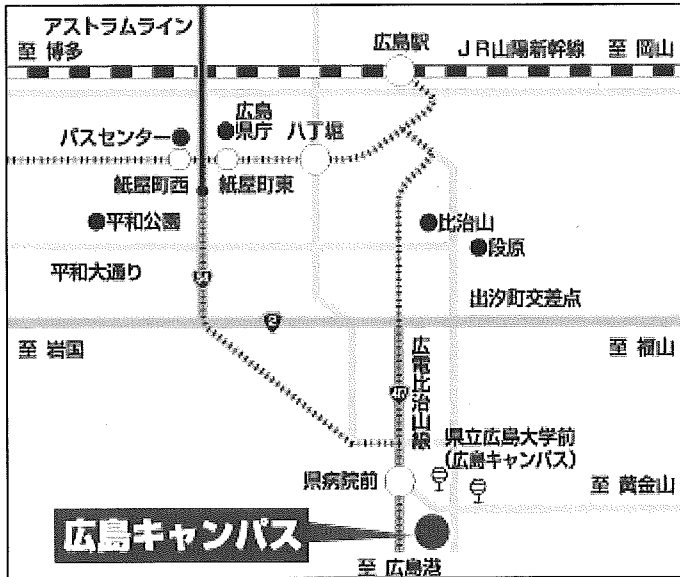 アストラムライン
至 博多
広島駅
JR山陽新幹線 至 岡山
バスセンター
広島
県庁
八丁堀
紙屋町西
紙屋町東
平和公園
比治山
段原
平和大通り
54
出汐町交差点
2
至 岩国
広電比治山線
至 福山
県立広島大学前
(広島キャンパス)
県病院前
至 黄金山
広島キャンパス
至 広島港